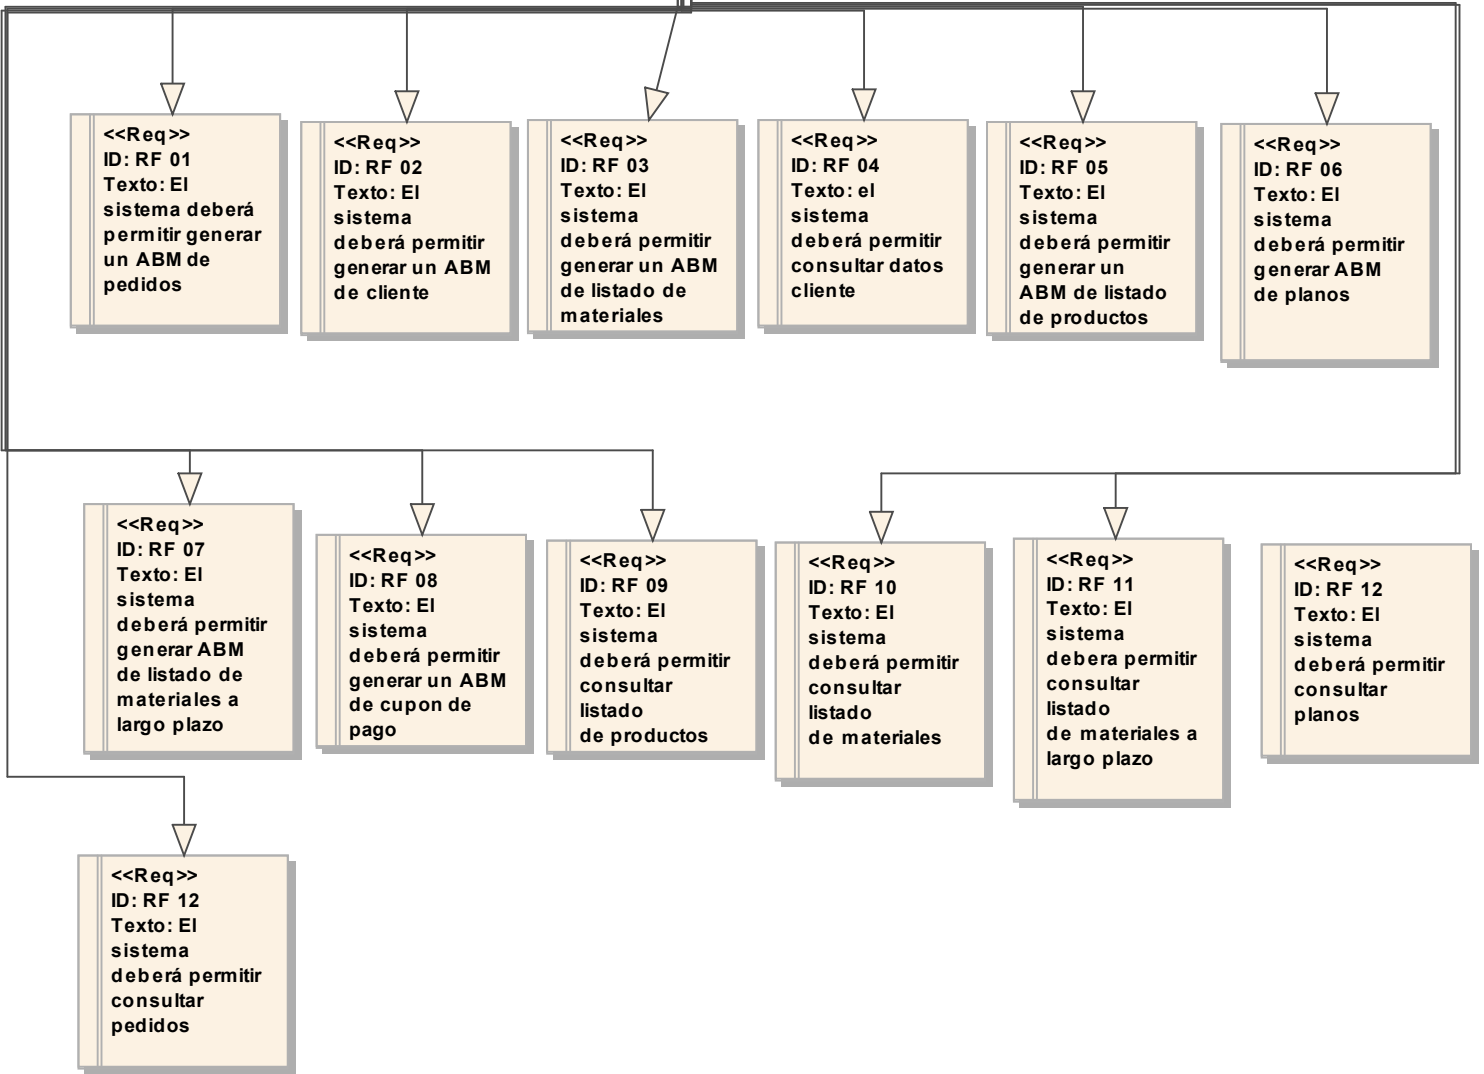 <<Req>>
ID: RF 01
Texto: El
sistema deberá
permitir generar
un ABM de
pedidos
<<Req>>
ID: RF 02
Texto: El
sistema
deberá permitir
generar un ABM
de cliente
<<Req>>
ID: RF 03
Texto: El
sistema
deberá permitir
generar un ABM
de listado de
materiales
<<Req>>
ID: RF 04
Texto: el
sistema
deberá permitir
consultar datos
cliente
<<Req>>
ID: RF 05
Texto: El
sistema
deberá permitir
generar un
ABM de listado
de productos
<<Req>>
ID: RF 06
Texto: El
sistema
deberá permitir
generar ABM
de planos
<<Req>>
ID: RF 07
Texto: El
sistema
deberá permitir
generar ABM
de listado de
materiales a
largo plazo
<<Req>>
ID: RF 08
Texto: El
sistema
deberá permitir
generar un ABM
de cupon de
pago
<<Req>>
ID: RF 09
Texto: El
sistema
deberá permitir
consultar
listado
de productos
<<Req>>
ID: RF 10
Texto: El
sistema
deberá permitir
consultar
listado
de materiales
<<Req>>
ID: RF 11
Texto: El
sistema
debera permitir
consultar
listado
de materiales a
largo plazo
<<Req>>
ID: RF 12
Texto: El
sistema
deberá permitir
consultar
planos
<<Req>>
ID: RF 12
Texto: El
sistema
deberá permitir
consultar
pedidos